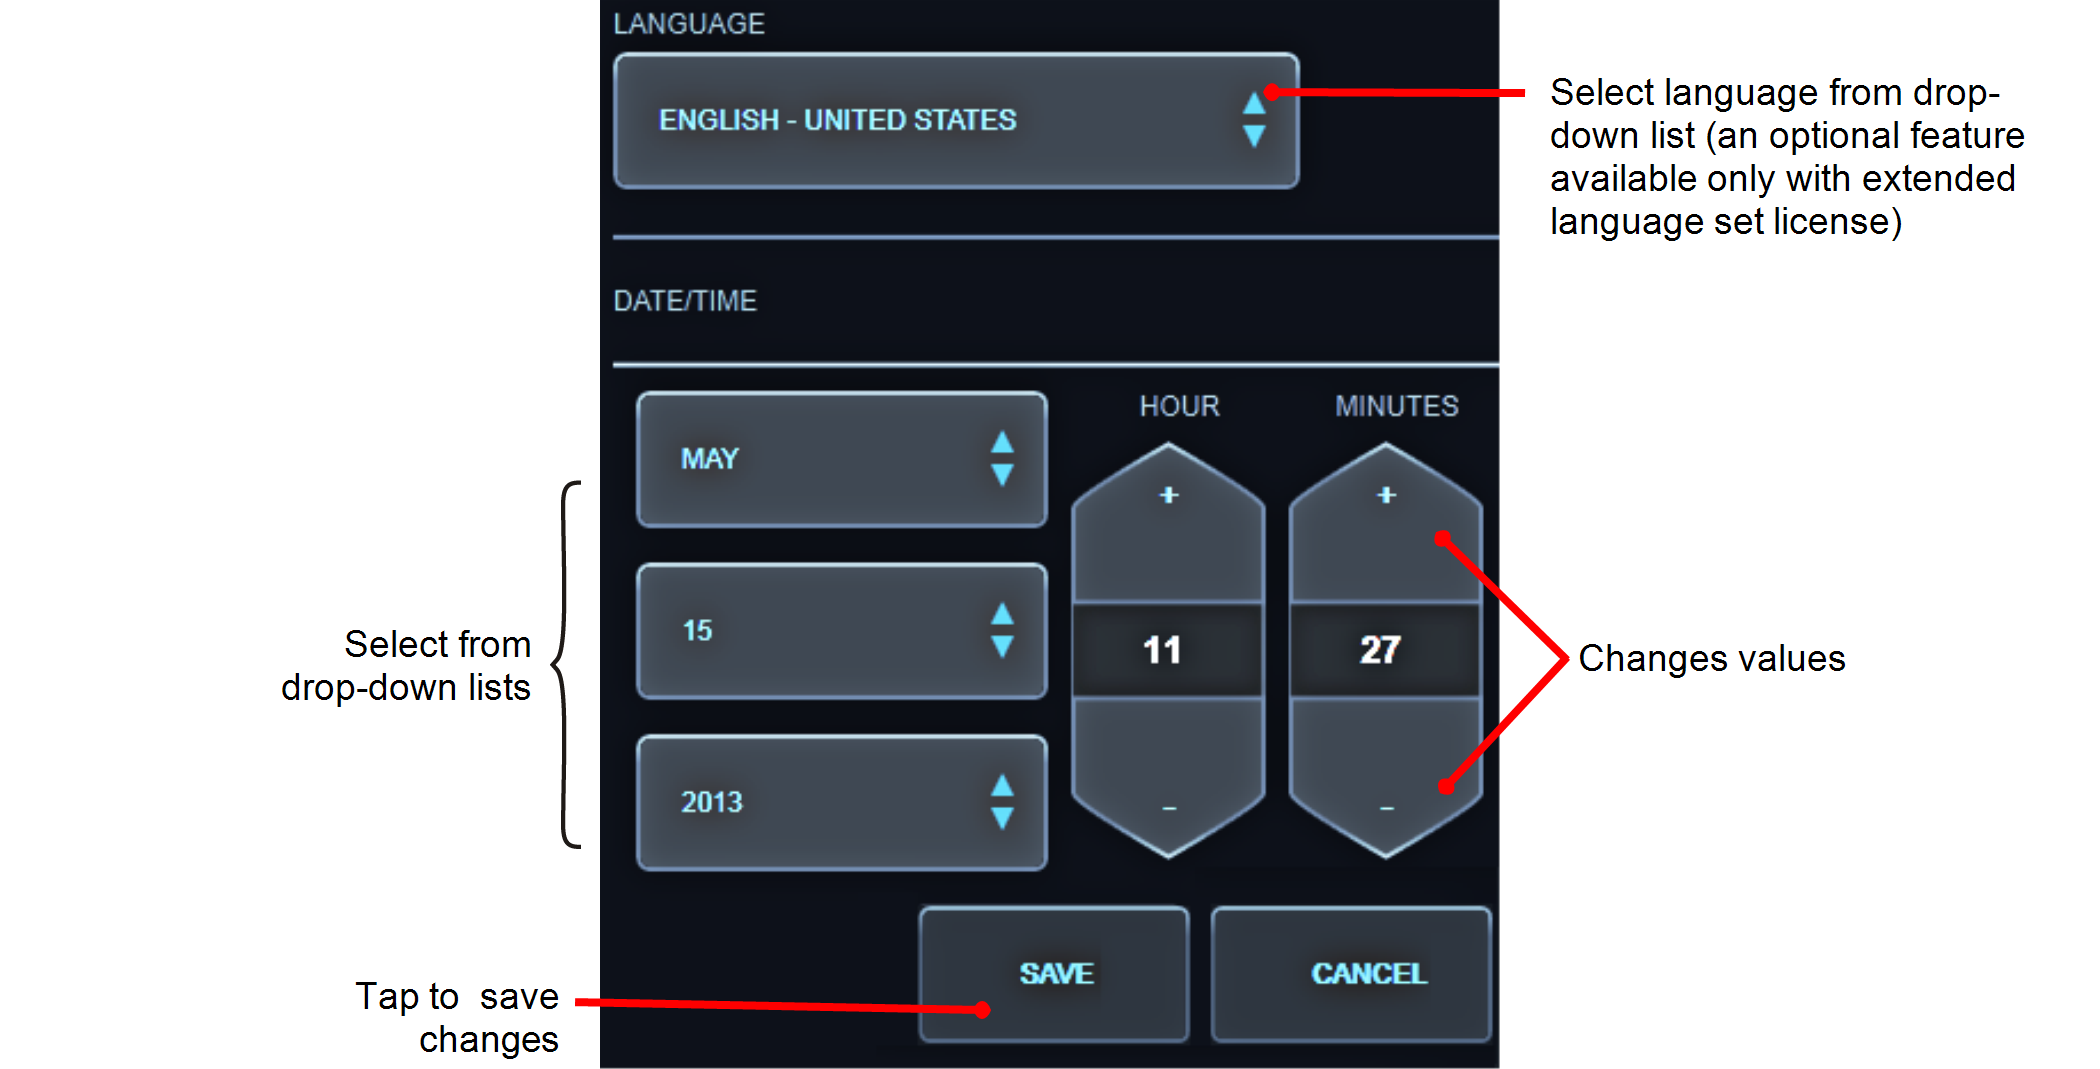 LANGUAGE
ENGLISH - UNITED STATES
Select language from drop-
down list (an optional feature
available only with extended
language set license)
DATE/TIME
HOUR
MINUTES
MAY
+
+
15
11
27
Select from
drop-down lists
Changes values
2013
-
-
SAVE
CANCEL
Tap to  save
changes